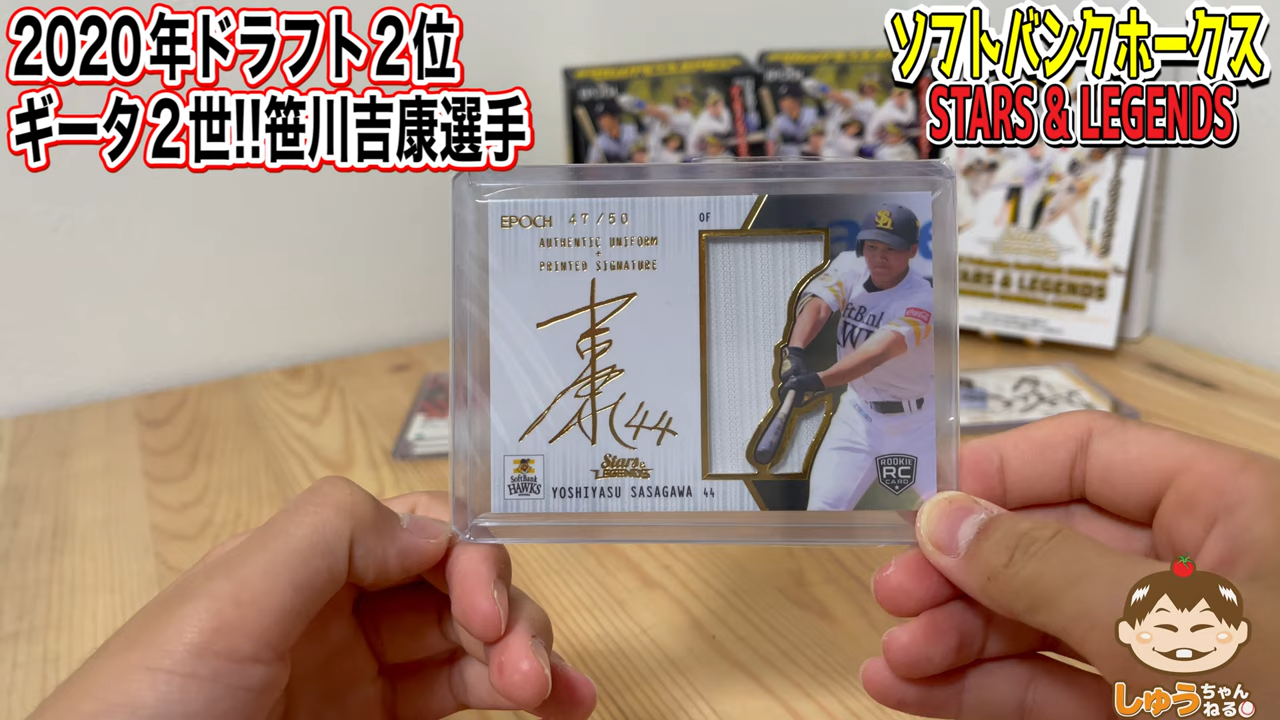 2020年ドラフト2位
ギータ2世!!笹川吉康選手
ソフトバンクホークス
STARS & LEGENDS
EPOCH 47/50
OF
AUTHENTIC UNIFORM
+
PRINTED SIGNATURE
44
Stars &
LEGENDS
SoftBank
HAWKS
YOSHIYASU SASAGAWA 44
ROOKIE
RC
CARD
STARS & LEGENDS
しゅうちゃん
ねる